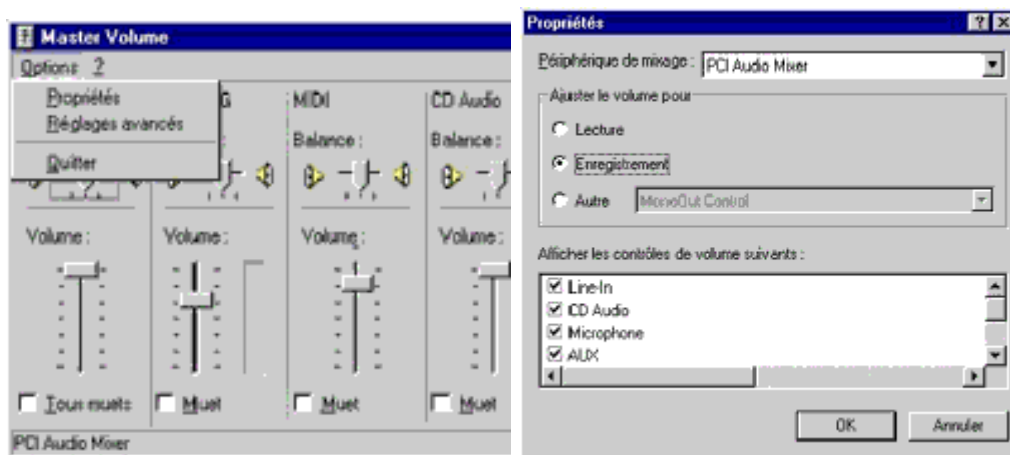 Master Volume
Options ?
Propriétés
Réglages avancés
Quitter
G
MIDI
CD Audio
Balance :
Balance :
Volume :
Volume :
Volume :
Volume :
Tous muets
Muet
Muet
Muet
PCI Audio Mixer
Propriétés
Périphérique de mixage :
PCI Audio Mixer
Ajuster le volume pour
Lecture
Enregistrement
Autre
MonoOut Control
Afficher les contrôles de volume suivants :
Line-In
CD Audio
Microphone
AUX
OK
Annuler